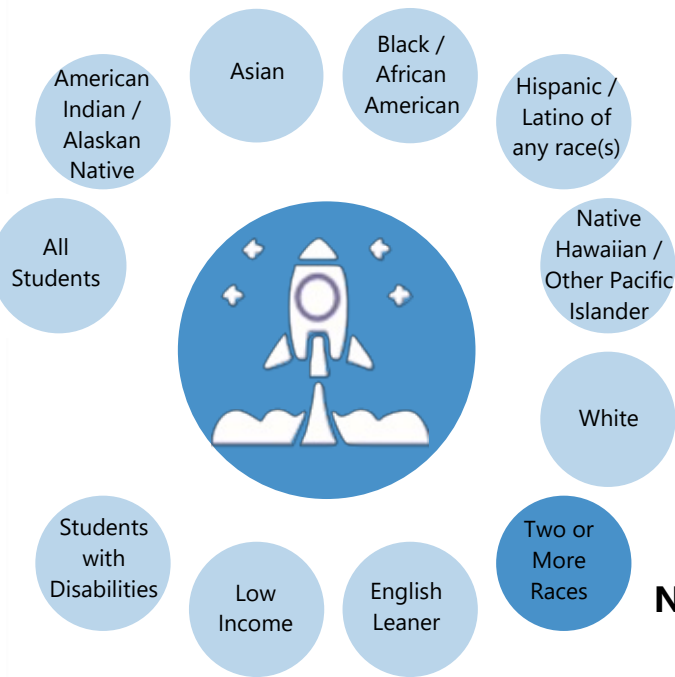 All
Students
American
Indian /
Alaskan
Native
Asian
Black /
African
American
Hispanic /
Latino of
any race(s)
Native
Hawaiian /
Other Pacific
Islander
White
Two or
More
Races
English
Leaner
Low
Income
Students
with
Disabilities
N